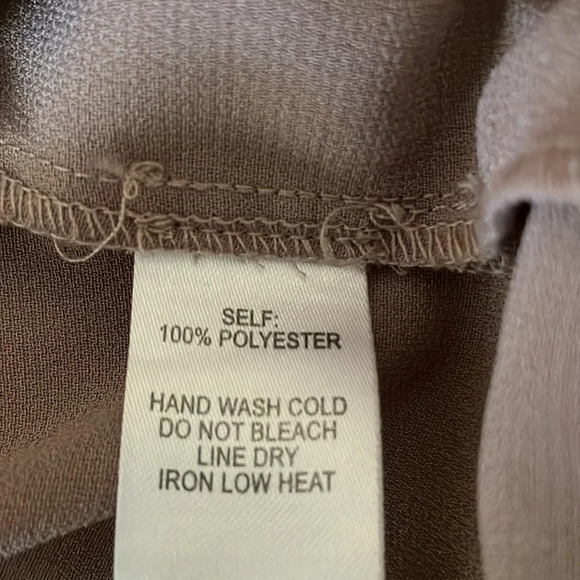 SELF:
100% POLYESTER
HAND WASH COLD
DO NOT BLEACH
LINE DRY
IRON LOW HEAT